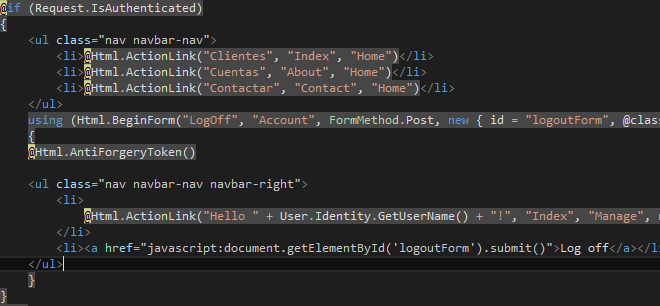 @if (Request.IsAuthenticated)
{
    <ul class="nav navbar-nav">
        <li>@Html.ActionLink("Clientes", "Index", "Home")</li>
        <li>@Html.ActionLink("Cuentas", "About", "Home")</li>
        <li>@Html.ActionLink("Contactar", "Contact", "Home")</li>
    </ul>
    using (Html.BeginForm("LogOff", "Account", FormMethod.Post, new { id = "logoutForm", @class
    {
    @Html.AntiForgeryToken()
    <ul class="nav navbar-nav navbar-right">
        <li>
            @Html.ActionLink("Hello " + User.Identity.GetUserName() + "!", "Index", "Manage",
        </li>
        <li><a href="javascript:document.getElementById('logoutForm').submit()">Log off</a></li
    </ul>
    }
}